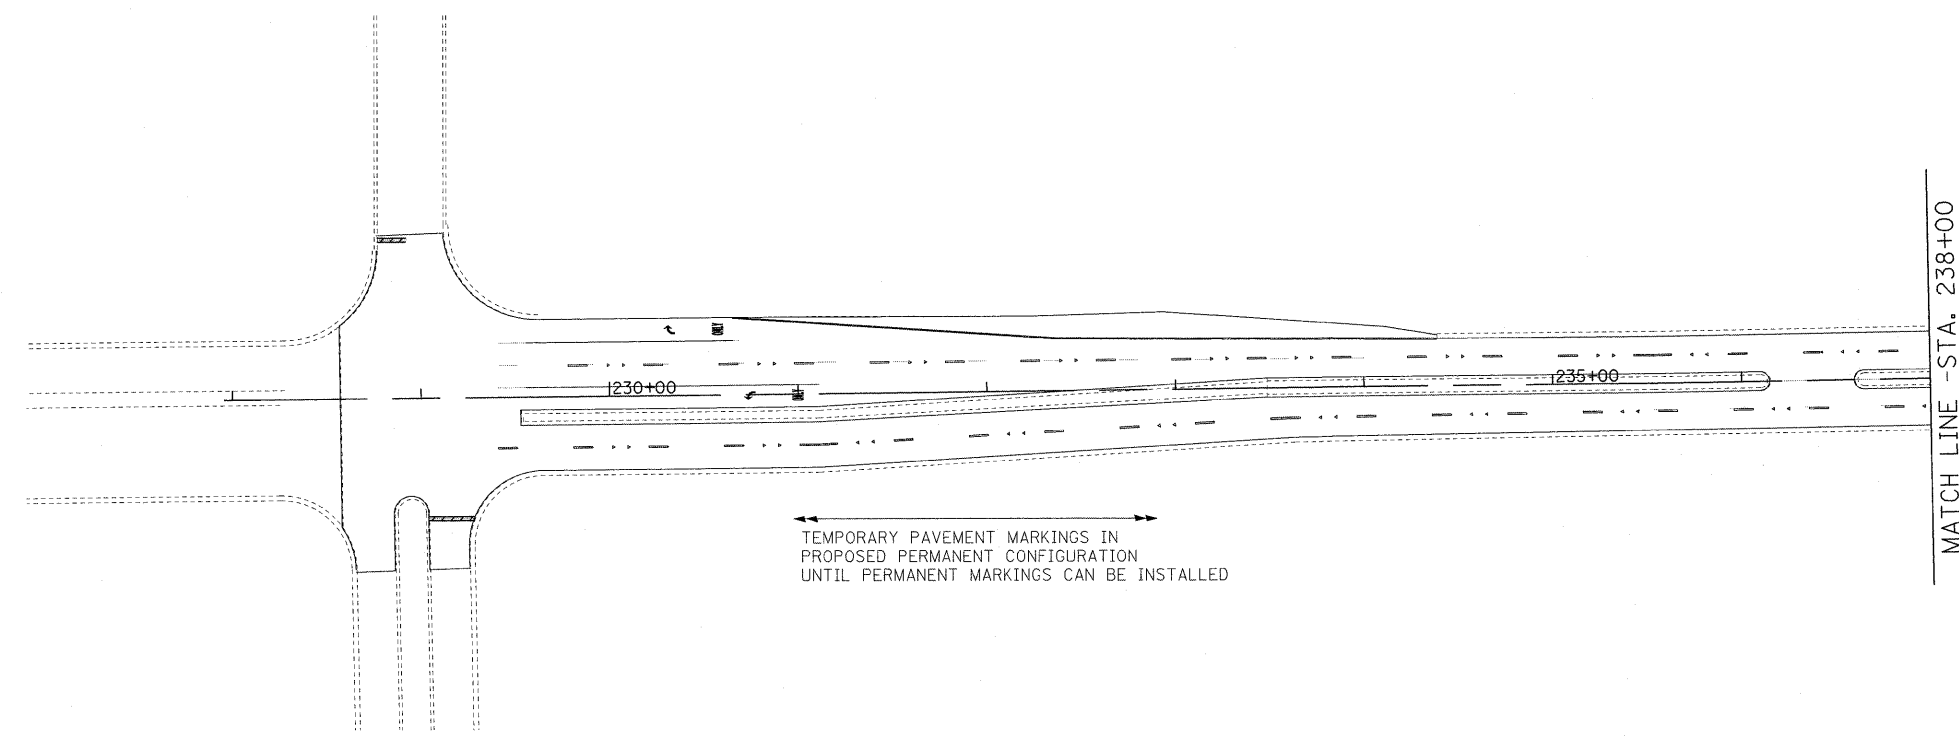 ONLY
230+00
235+00
TEMPORARY PAVEMENT MARKINGS IN
PROPOSED PERMANENT CONFIGURATION
UNTIL PERMANENT MARKINGS CAN BE INSTALLED
MATCH LINE - STA. 238+00